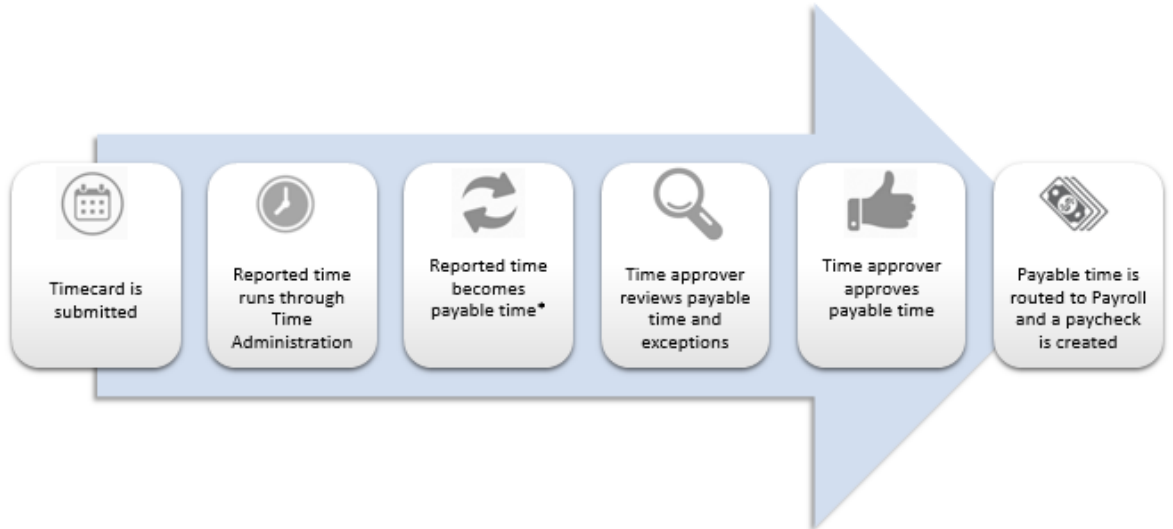 Timecard is
submitted
Reported time
runs through
Time
Administration
Reported time
becomes
payable time*
Time approver
reviews payable
time and
exceptions
Time approver
approves
payable time
Payable time is
routed to Payroll
and a paycheck
is created